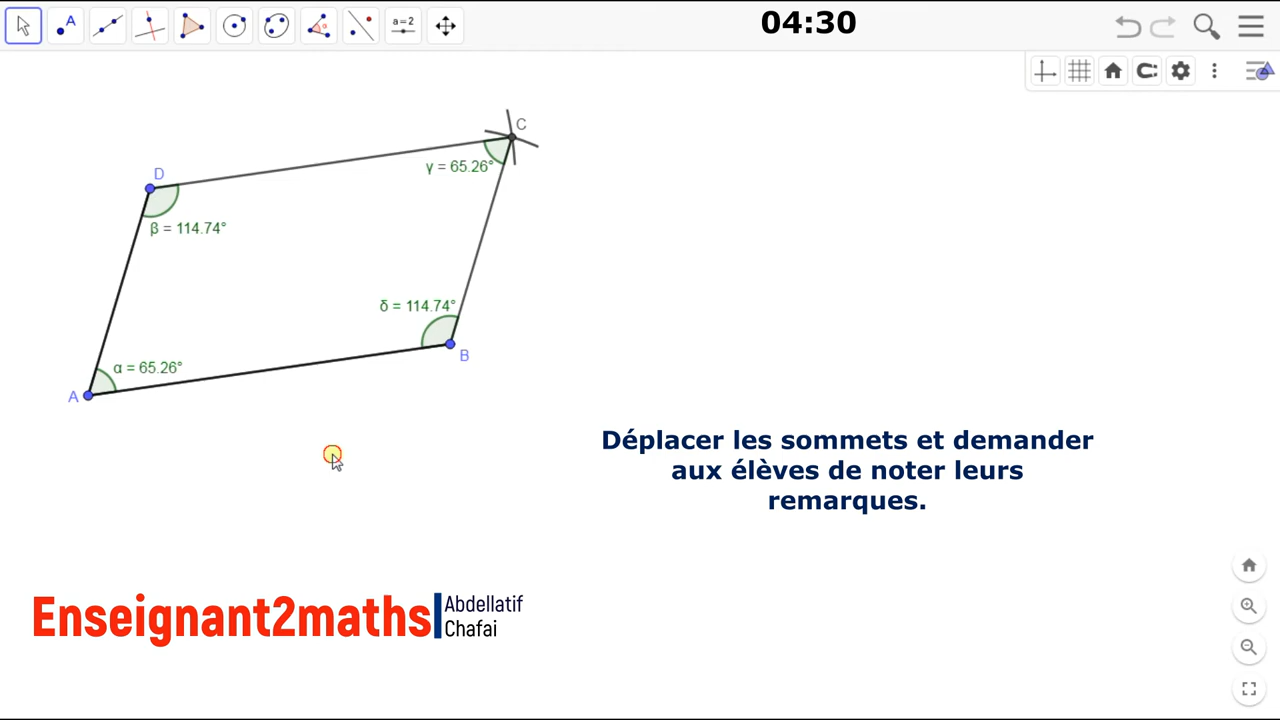 A
α
a=2
04:30
C
D
γ = 65.26°
β = 114.74°
δ = 114.74°
B
α = 65.26°
A
Déplacer les sommets et demander
aux élèves de noter leurs
remarques.
Enseignant2maths
Abdellatif
Chafai